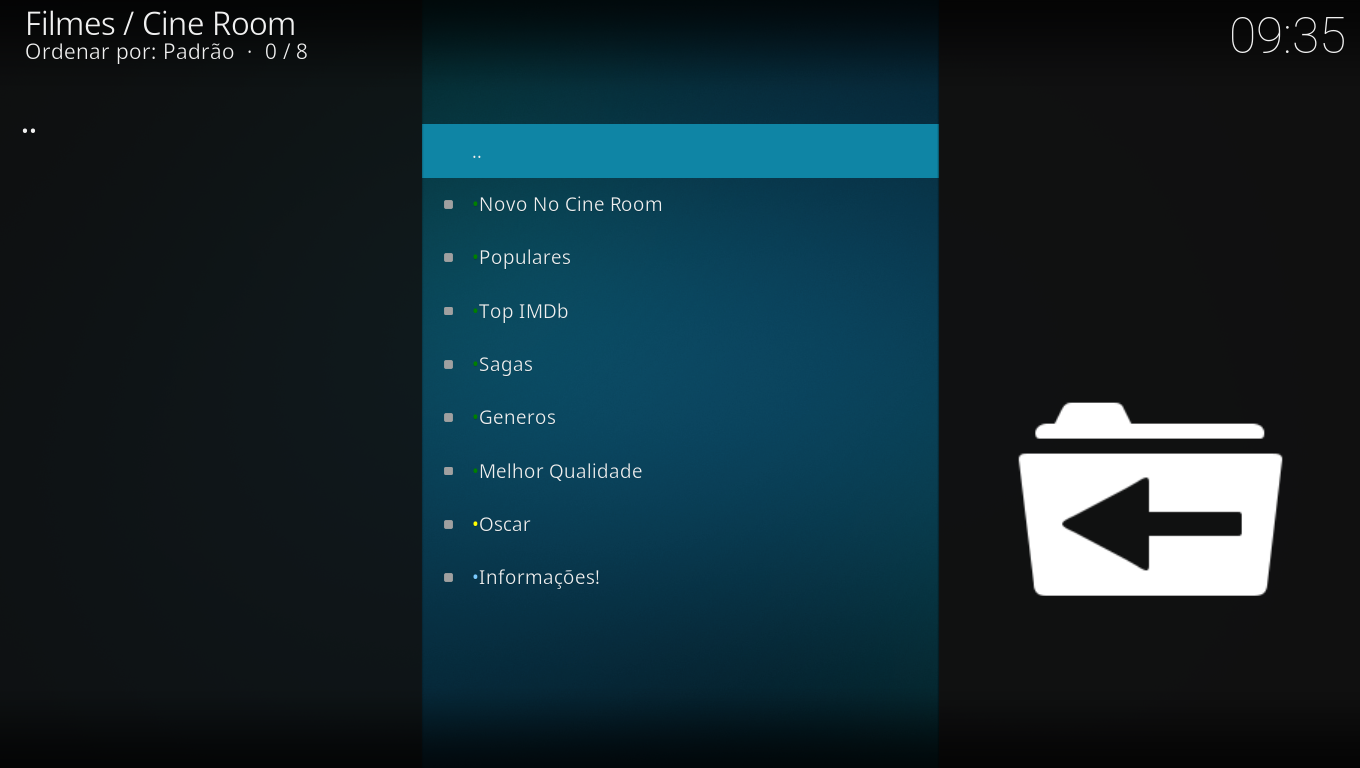 Filmes / Cine Room
Ordenar por: Padrão · 0 / 8
09:35
..
..
•Novo No Cine Room
•Populares
•Top IMDb
•Sagas
•Generos
•Melhor Qualidade
•Oscar
•Informações!